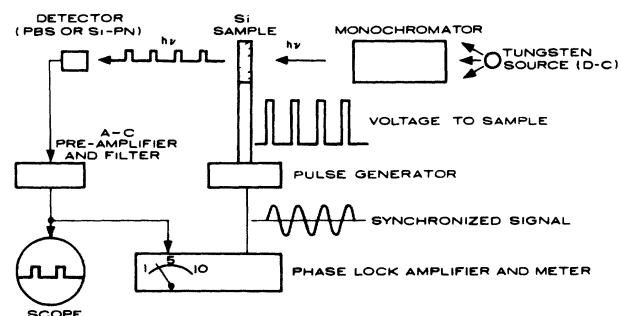 DETECTOR
(PBS OR Si-PN)
hν
Si
SAMPLE
hν
MONOCHROMATOR
TUNGSTEN
SOURCE (D-C)
VOLTAGE TO SAMPLE
A-C
PRE-AMPLIFIER
AND FILTER
PULSE GENERATOR
SYNCHRONIZED SIGNAL
1 5 10
PHASE LOCK AMPLIFIER AND METER
SCOPE